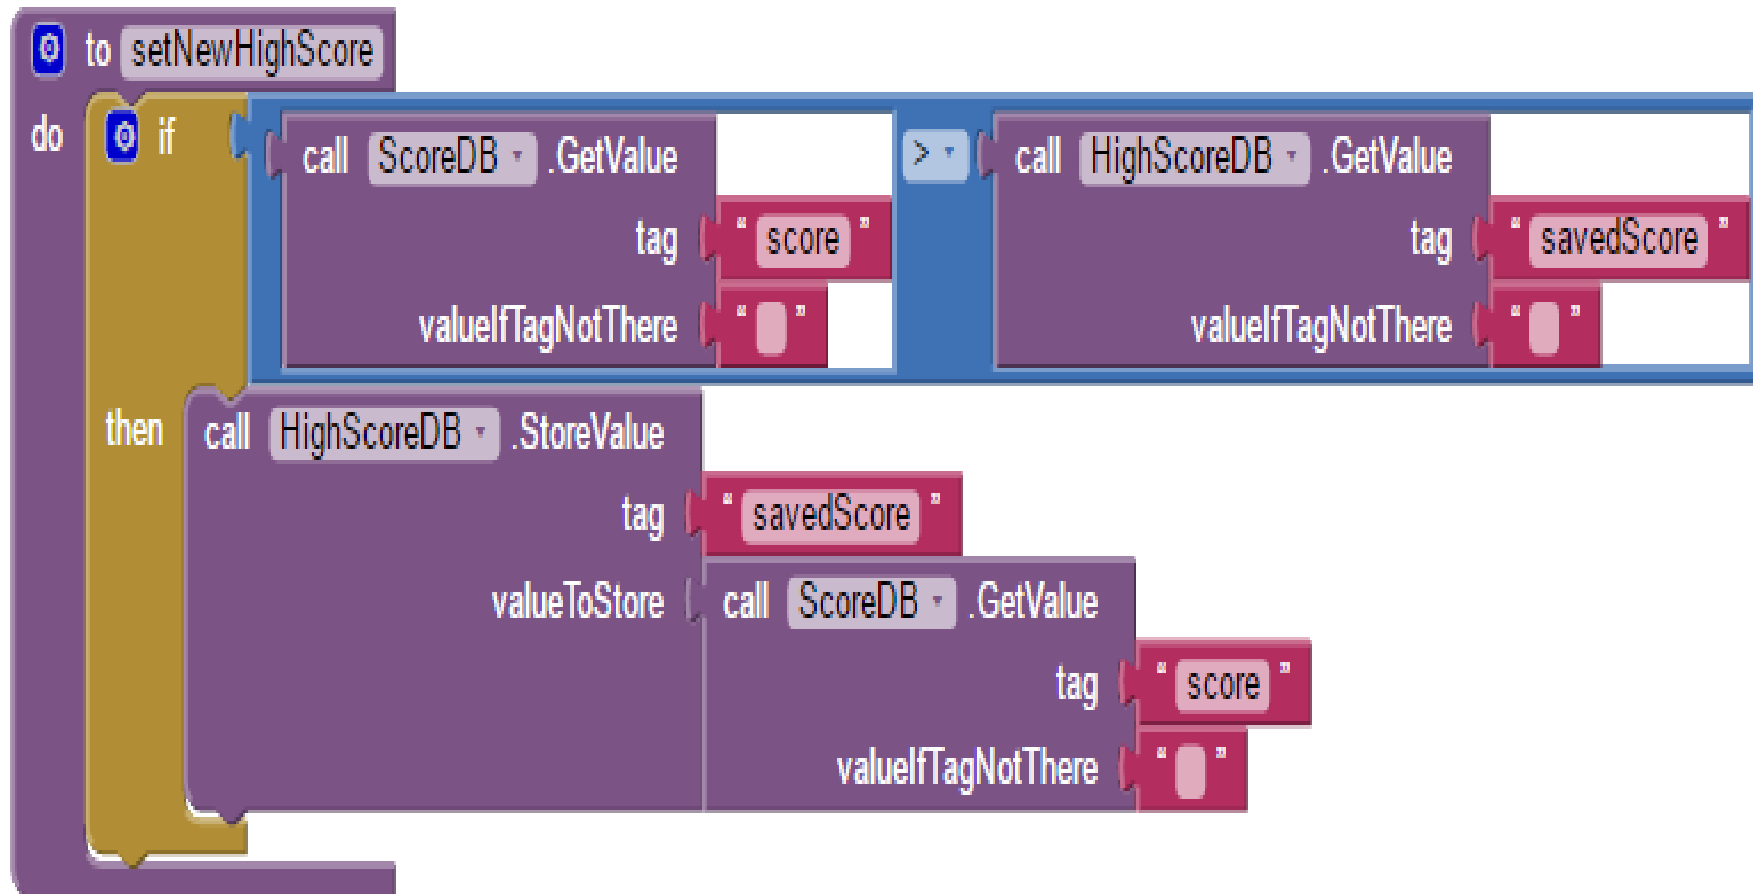 to setNewHighScore
do if call ScoreDB .GetValue > call HighScoreDB .GetValue
tag " score " tag " savedScore "
valueIfTagNotThere " " valueIfTagNotThere " "
then call HighScoreDB .StoreValue
tag " savedScore "
valueToStore call ScoreDB .GetValue
tag " score "
valueIfTagNotThere " "